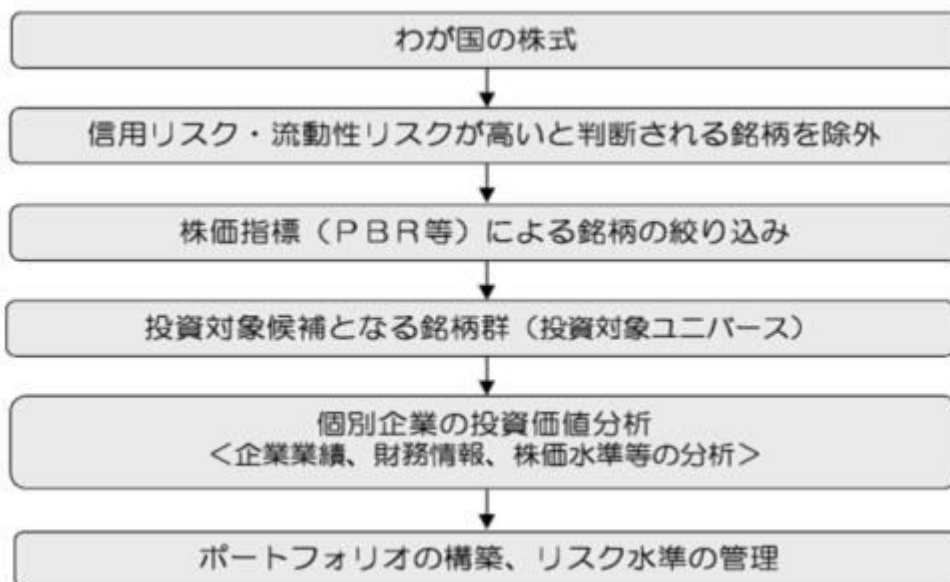 わが国の株式
信用リスク・流動性リスクが高いと判断される銘柄を除外
株価指標（ＰＢＲ等）による銘柄の絞り込み
投資対象候補となる銘柄群（投資対象ユニバース）
個別企業の投資価値分析
＜企業業績、財務情報、株価水準等の分析＞
ポートフォリオの構築、リスク水準の管理